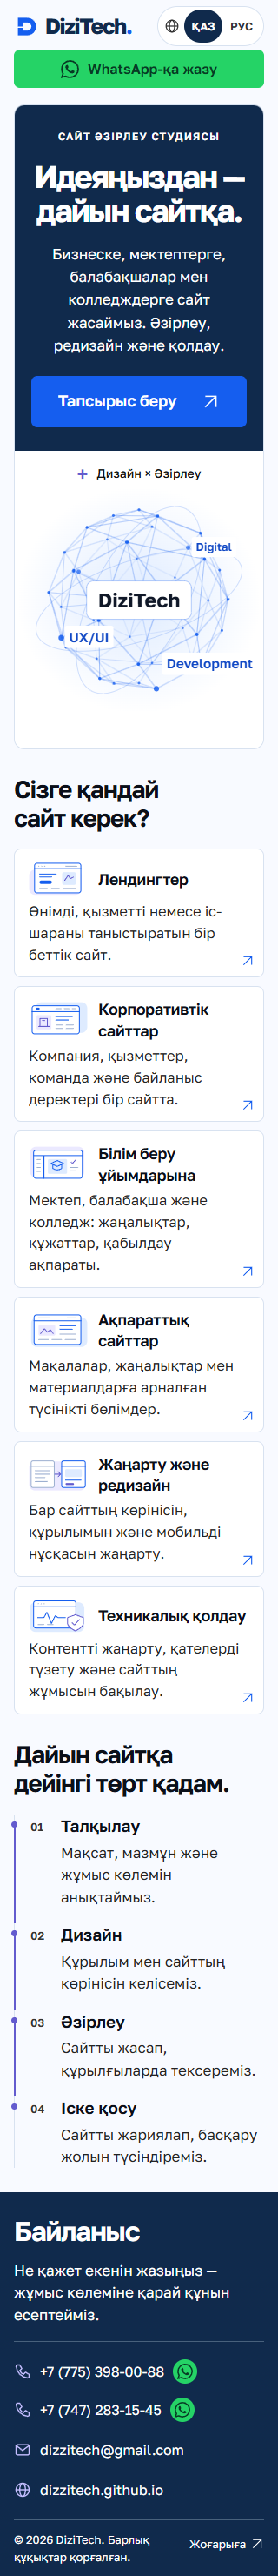 DiziTech.
ҚАЗ
РУС
WhatsApp-қа жазу
САЙТ ӘЗІРЛЕУ СТУДИЯСЫ
Идеяңыздан —
дайын сайтқа.
Бизнеске, мектептерге,
балабақшалар мен
колледждерге сайт
жасаймыз. Әзірлеу,
редизайн және қолдау.
Тапсырыс беру
Дизайн × Әзірлеу
Digital
DiziTech
UX/UI
Development
Сізге қандай
сайт керек?
Лендингтер
Өнімді, қызметті немесе іс-
шараны таныстыратын бір
беттік сайт.
Корпоративтік
сайттар
Компания, қызметтер,
команда және байланыс
деректері бір сайтта.
Білім беру
ұйымдарына
Мектеп, балабақша және
колледж: жаңалықтар,
құжаттар, қабылдау
ақпараты.
Ақпараттық
сайттар
Мақалалар, жаңалықтар мен
материалдарға арналған
түсінікті бөлімдер.
Жаңарту және
редизайн
Бар сайттың көрінісін,
құрылымын және мобильді
нұсқасын жаңарту.
Техникалық қолдау
Контентті жаңарту, қателерді
түзету және сайттың
жұмысын бақылау.
Дайын сайтқа
дейінгі төрт қадам.
01 Талқылау
Мақсат, мазмұн және
жұмыс көлемін
анықтаймыз.
02 Дизайн
Құрылым мен сайттың
көрінісін келісеміз.
03 Әзірлеу
Сайтты жасап,
құрылғыларда тексереміз.
04 Іске қосу
Сайтты жариялап, басқару
жолын түсіндіреміз.
Байланыс
Не қажет екенін жазыңыз —
жұмыс көлеміне қарай құнын
есептейміз.
+7 (775) 398-00-88
+7 (747) 283-15-45
dizzitech@gmail.com
dizzitech.github.io
© 2026 DiziTech. Барлық
құқықтар қорғалған.
Жоғарыға